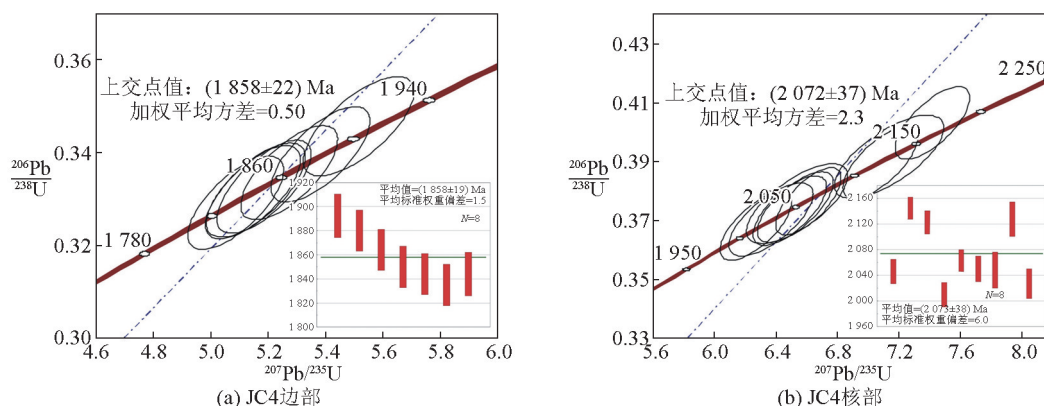 0.36
0.34
0.32
0.30
²⁰⁶Pb
²³⁸U
上交点值：(1 858±22) Ma
加权平均方差=0.50
1 940
1 860
1 780
1 920
1 900
1 880
1 860
1 840
1 820
1 800
平均值=(1 858±19) Ma
平均标准权重偏差=1.5
N=8
4.6 4.8 5.0 5.2 5.4 5.6 5.8 6.0
²⁰⁷Pb/²³⁵U
(a) JC4边部
0.43
0.41
0.39
0.37
0.35
0.33
²⁰⁶Pb
²³⁸U
上交点值：(2 072±37) Ma
加权平均方差=2.3
2 250
2 150
2 050
1 950
2 160
2 120
2 080
2 040
2 000
1 960
N=8
平均值=(2 073±38) Ma
平均标准权重偏差=6.0
5.6 6.0 6.4 6.8 7.2 7.6 8.0
²⁰⁷Pb/²³⁵U
(b) JC4核部